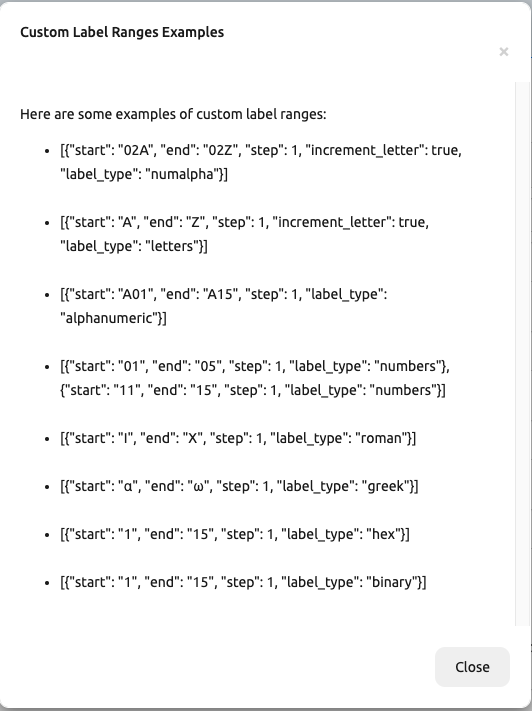 Custom Label Ranges Examples
×
Here are some examples of custom label ranges:
• [{"start": "02A", "end": "02Z", "step": 1, "increment_letter": true,
"label_type": "numalpha"}]
• [{"start": "A", "end": "Z", "step": 1, "increment_letter": true,
"label_type": "letters"}]
• [{"start": "A01", "end": "A15", "step": 1, "label_type":
"alphanumeric"}]
• [{"start": "01", "end": "05", "step": 1, "label_type": "numbers"},
{"start": "11", "end": "15", "step": 1, "label_type": "numbers"}]
• [{"start": "I", "end": "X", "step": 1, "label_type": "roman"}]
• [{"start": "α", "end": "ω", "step": 1, "label_type": "greek"}]
• [{"start": "1", "end": "15", "step": 1, "label_type": "hex"}]
• [{"start": "1", "end": "15", "step": 1, "label_type": "binary"}]
Close